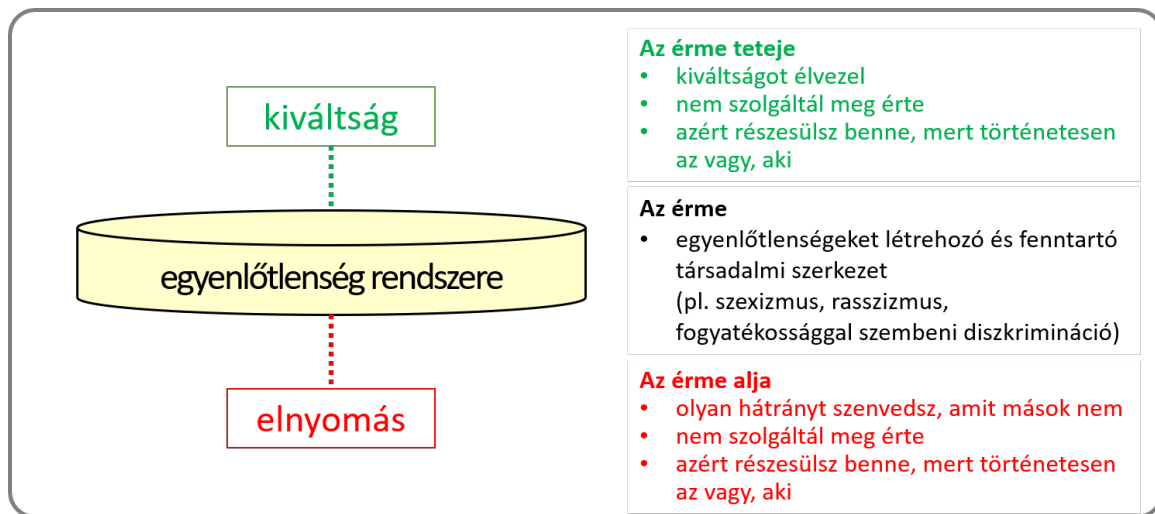 kiváltság
egyenlőtlenség rendszere
elnyomás
Az érme teteje
• kiváltságot élvezel
• nem szolgáltál meg érte
• azért részesülsz benne, mert történetesen
az vagy, aki
Az érme
• egyenlőtlenségeket létrehozó és fenntartó
társadalmi szerkezet
(pl. szexizmus, rasszizmus,
fogyatékossággal szembeni diszkrimináció)
Az érme alja
• olyan hátrányt szenvedsz, amit mások nem
• nem szolgáltál meg érte
• azért részesülsz benne, mert történetesen
az vagy, aki